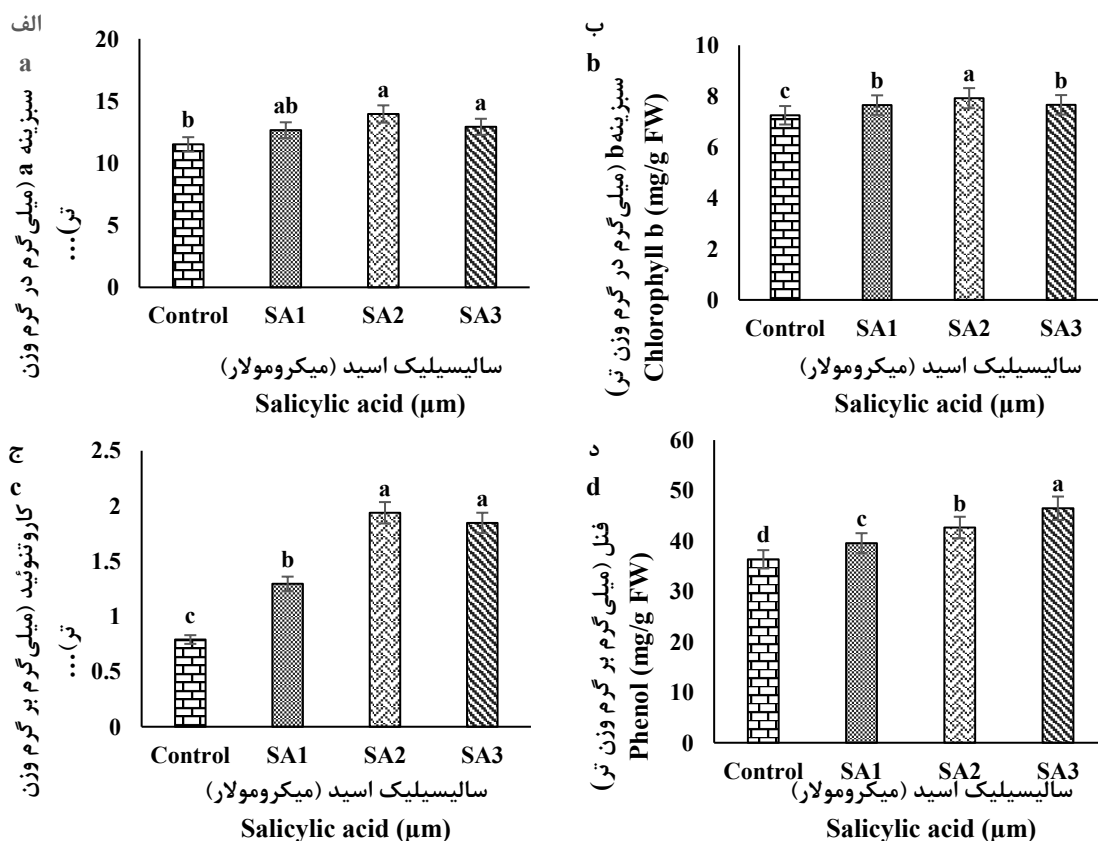 الف
a
سبزینه a (میلی‌گرم در گرم وزن
تر)...
20
15
10
5
0
b
ab
a
a
Control SA1 SA2 SA3
سالیسیلیک اسید (میکرومولار)
Salicylic acid (µm)
ب
b
سبزینهb (میلی‌گرم در گرم وزن تر)
Chlorophyll b (mg/g FW)
10
8
6
4
2
0
c
b
a
b
Control SA1 SA2 SA3
سالیسیلیک اسید (میکرومولار)
Salicylic acid (µm)
ج
c
کاروتنوئید (میلی‌گرم بر گرم وزن
تر)...
2.5
2
1.5
1
0.5
0
c
b
a
a
Control SA1 SA2 SA3
سالیسیلیک اسید (میکرومولار)
Salicylic acid (µm)
د
d
فنل (میلی‌گرم بر گرم وزن تر)
Phenol (mg/g FW)
60
50
40
30
20
10
0
d
c
b
a
Control SA1 SA2 SA3
سالیسیلیک اسید (میکرومولار)
Salicylic acid (µm)